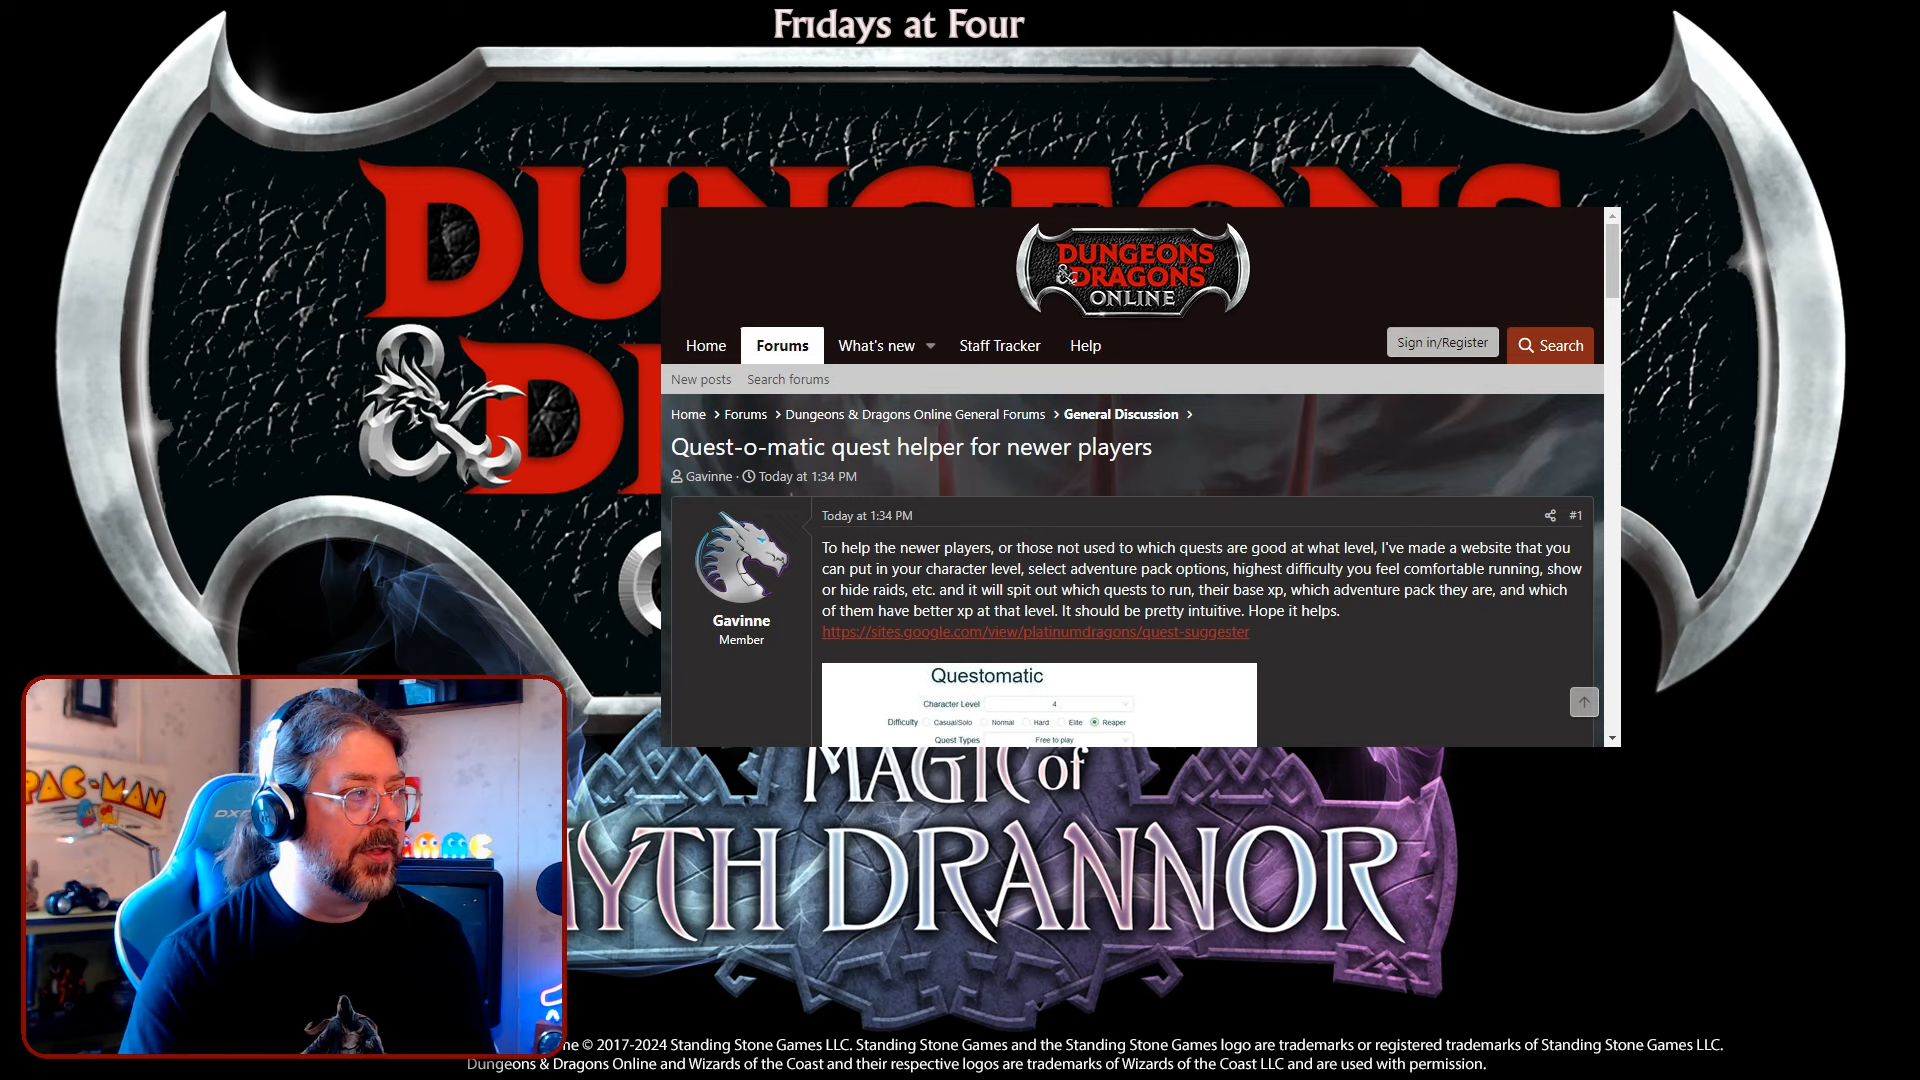 Fridays at Four
DUNGEONS
&
DUNGEONS
& DRAGONS
ONLINE
Home
Forums
What's new
Staff Tracker
Help
Sign in/Register
Search
New posts
Search forums
Home > Forums > Dungeons & Dragons Online General Forums > General Discussion >
Quest-o-matic quest helper for newer players
Gavinne · Today at 1:34 PM
Today at 1:34 PM
#1
To help the newer players, or those not used to which quests are good at what level, I've made a website that you
can put in your character level, select adventure pack options, highest difficulty you feel comfortable running, show
or hide raids, etc. and it will spit out which quests to run, their base xp, which adventure pack they are, and which
of them have better xp at that level. It should be pretty intuitive. Hope it helps.
https://sites.google.com/view/platinumdragons/quest-suggester
Gavinne
Member
Questomatic
Character Level 4
Difficulty Casual/Solo Normal Hard Elite Reaper
Quest Types Free to play
MAGIC of
MYTH DRANNOR
PAC-MAN
DXR
ne © 2017-2024 Standing Stone Games LLC. Standing Stone Games and the Standing Stone Games logo are trademarks or registered trademarks of Standing Stone Games LLC.
Dungeons & Dragons Online and Wizards of the Coast and their respective logos are trademarks of Wizards of the Coast LLC and are used with permission.